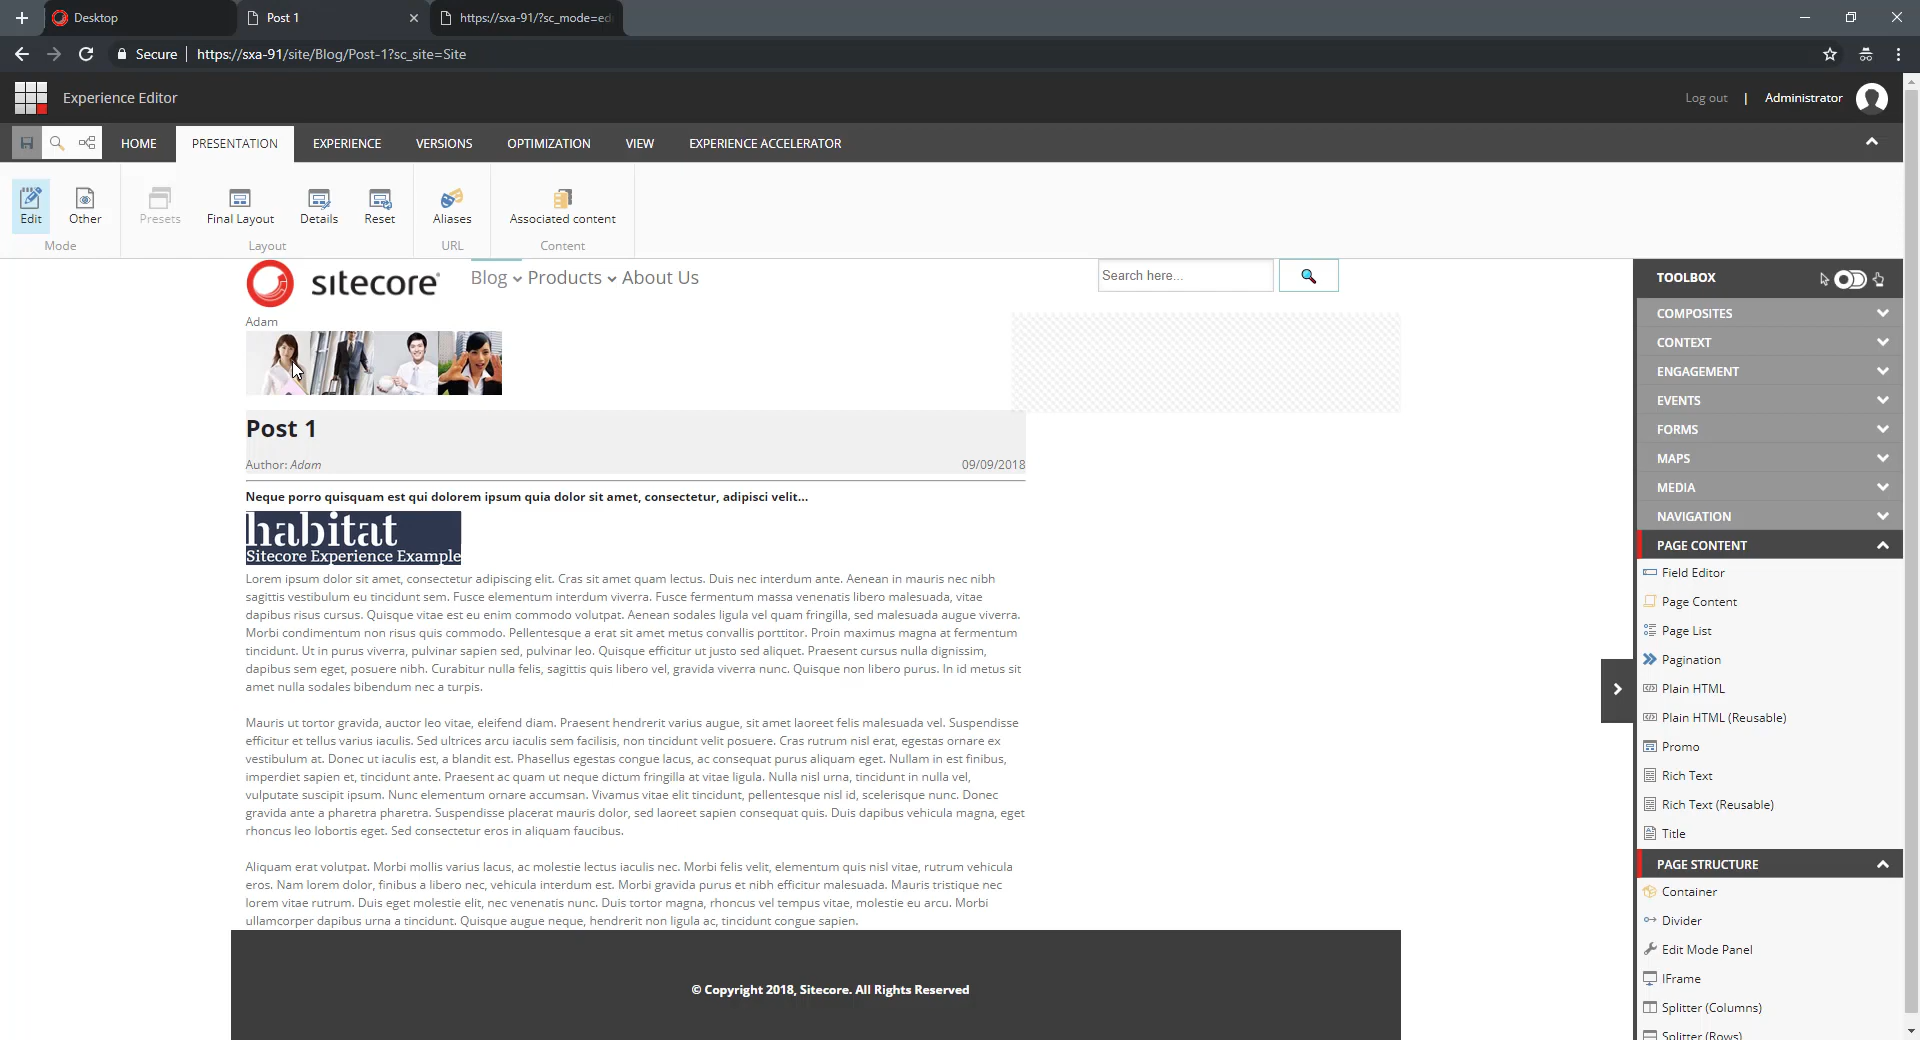 Desktop
Post 1
https://sxa-91/?sc_mode=ed
Secure
https://sxa-91/site/Blog/Post-1?sc_site=Site
Experience Editor
Log out | Administrator
HOME
PRESENTATION
EXPERIENCE
VERSIONS
OPTIMIZATION
VIEW
EXPERIENCE ACCELERATOR
Edit
Other
Presets
Final Layout
Details
Reset
Aliases
Associated content
Mode
Layout
URL
Content
sitecore
Blog
Products
About Us
Search here...
Adam
Post 1
Author: Adam
09/09/2018
Neque porro quisquam est qui dolorem ipsum quia dolor sit amet, consectetur, adipisci velit...
habitat
Sitecore Experience Example
Lorem ipsum dolor sit amet, consectetur adipiscing elit. Cras sit amet quam lectus. Duis nec interdum ante. Aenean in mauris nec nibh
sagittis vestibulum eu tincidunt sem. Fusce elementum interdum viverra. Fusce fermentum massa venenatis libero malesuada, vitae
dapibus risus cursus. Quisque vitae est eu enim commodo volutpat. Aenean sodales ligula vel quam fringilla, sed malesuada augue viverra.
Morbi condimentum non risus quis commodo. Pellentesque a erat sit amet metus convallis porttitor. Proin maximus magna at fermentum
tincidunt. Ut in purus viverra, pulvinar sapien sed, pulvinar leo. Quisque efficitur ut justo sed aliquet. Praesent cursus nulla dignissim,
dapibus sem eget, posuere nibh. Curabitur nulla felis, sagittis quis libero vel, gravida viverra nunc. Quisque non libero purus. In id metus sit
amet nulla sodales bibendum nec a turpis.
Mauris ut tortor gravida, auctor leo vitae, eleifend diam. Praesent hendrerit varius augue, sit amet laoreet felis malesuada vel. Suspendisse
efficitur et tellus varius iaculis. Sed ultrices arcu iaculis sem facilisis, non tincidunt velit posuere. Cras rutrum nisl erat, egestas ornare ex
vestibulum at. Donec ut iaculis est, a blandit est. Phasellus egestas congue lacus, ac consequat purus aliquam eget. Nullam in est finibus,
imperdiet sapien et, tincidunt ante. Praesent ac quam ut neque dictum fringilla at vitae ligula. Nulla nisl urna, tincidunt in nulla vel,
vulputate suscipit ipsum. Nunc elementum ornare accumsan. Vivamus vitae elit tincidunt, pellentesque nisl id, scelerisque nunc. Donec
gravida ante a pharetra pharetra. Suspendisse placerat mauris dolor, sed laoreet sapien consequat quis. Duis dapibus vehicula magna, eget
rhoncus leo lobortis eget. Sed consectetur eros in aliquam faucibus.
Aliquam erat volutpat. Morbi mollis varius lacus, ac molestie lectus iaculis nec. Morbi felis velit, elementum quis nisl vitae, rutrum vehicula
eros. Nam lorem dolor, finibus a libero nec, vehicula interdum est. Morbi gravida purus et nibh efficitur malesuada. Mauris tristique nec
lorem vitae rutrum. Duis eget molestie elit, nec venenatis nunc. Duis tortor magna, rhoncus vel tempus vitae, molestie eu arcu. Morbi
ullamcorper dapibus urna a tincidunt. Quisque augue neque, hendrerit non ligula ac, tincidunt congue sapien.
© Copyright 2018, Sitecore. All Rights Reserved
TOOLBOX
COMPOSITES
CONTEXT
ENGAGEMENT
EVENTS
FORMS
MAPS
MEDIA
NAVIGATION
PAGE CONTENT
Field Editor
Page Content
Page List
Pagination
Plain HTML
Plain HTML (Reusable)
Promo
Rich Text
Rich Text (Reusable)
Title
PAGE STRUCTURE
Container
Divider
Edit Mode Panel
IFrame
Splitter (Columns)
Splitter (Rows)